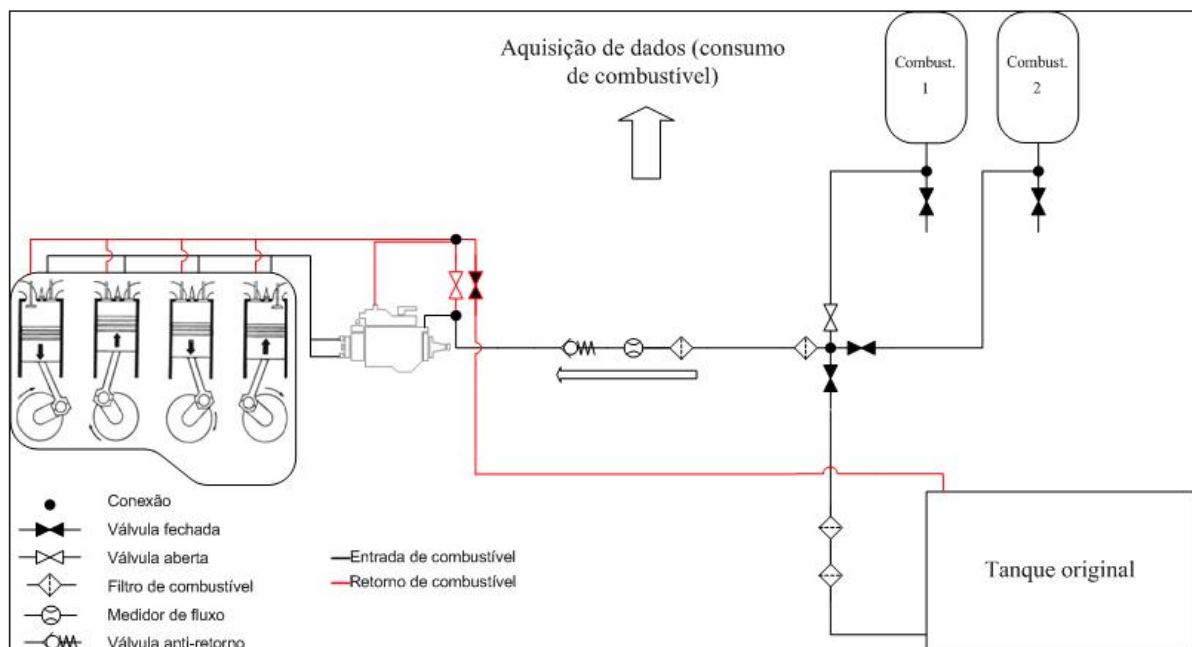 Aquisição de dados (consumo
de combustível)
Combust.
1
Combust.
2
Conexão
Válvula fechada
Válvula aberta
Filtro de combustível
Medidor de fluxo
Válvula anti-retorno
Entrada de combustível
Retorno de combustível
Tanque original